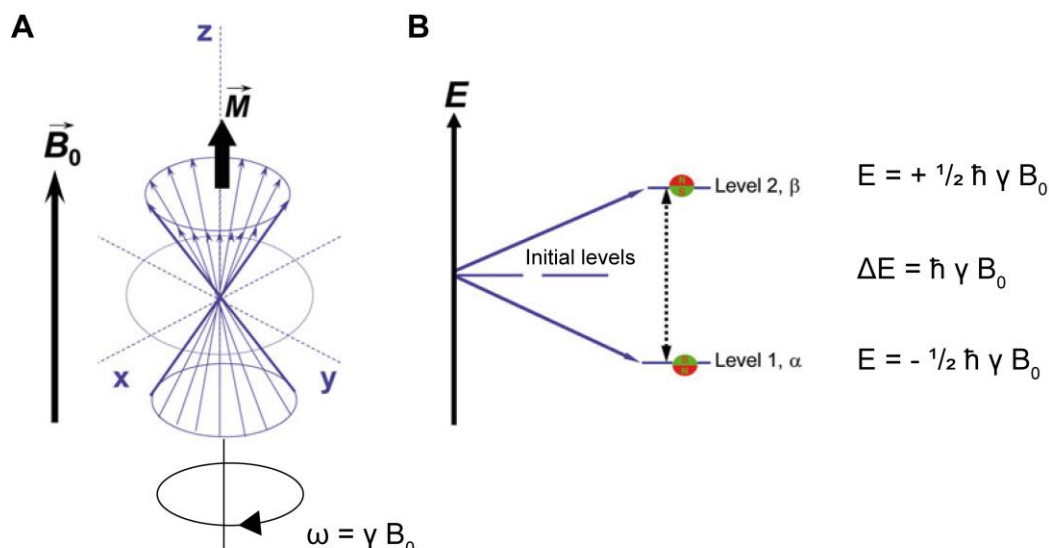 A
z
M
B₀
x
y
ω = γ B₀
B
E
Level 2, β
N
S
E = + ½ ħ γ B₀
Initial levels
ΔE = ħ γ B₀
Level 1, α
S
N
E = - ½ ħ γ B₀